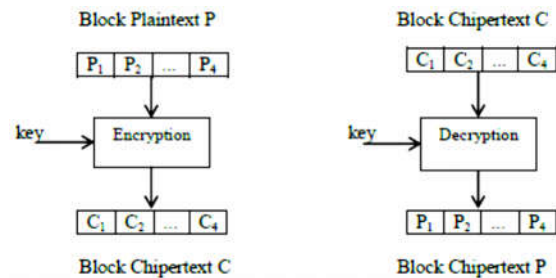 Block Plaintext P
P1 P2 ... P4
key
Encryption
C1 C2 ... C4
Block Chipertext C
Block Chipertext C
C1 C2 ... C4
key
Decryption
P1 P2 ... P4
Block Chipertext P